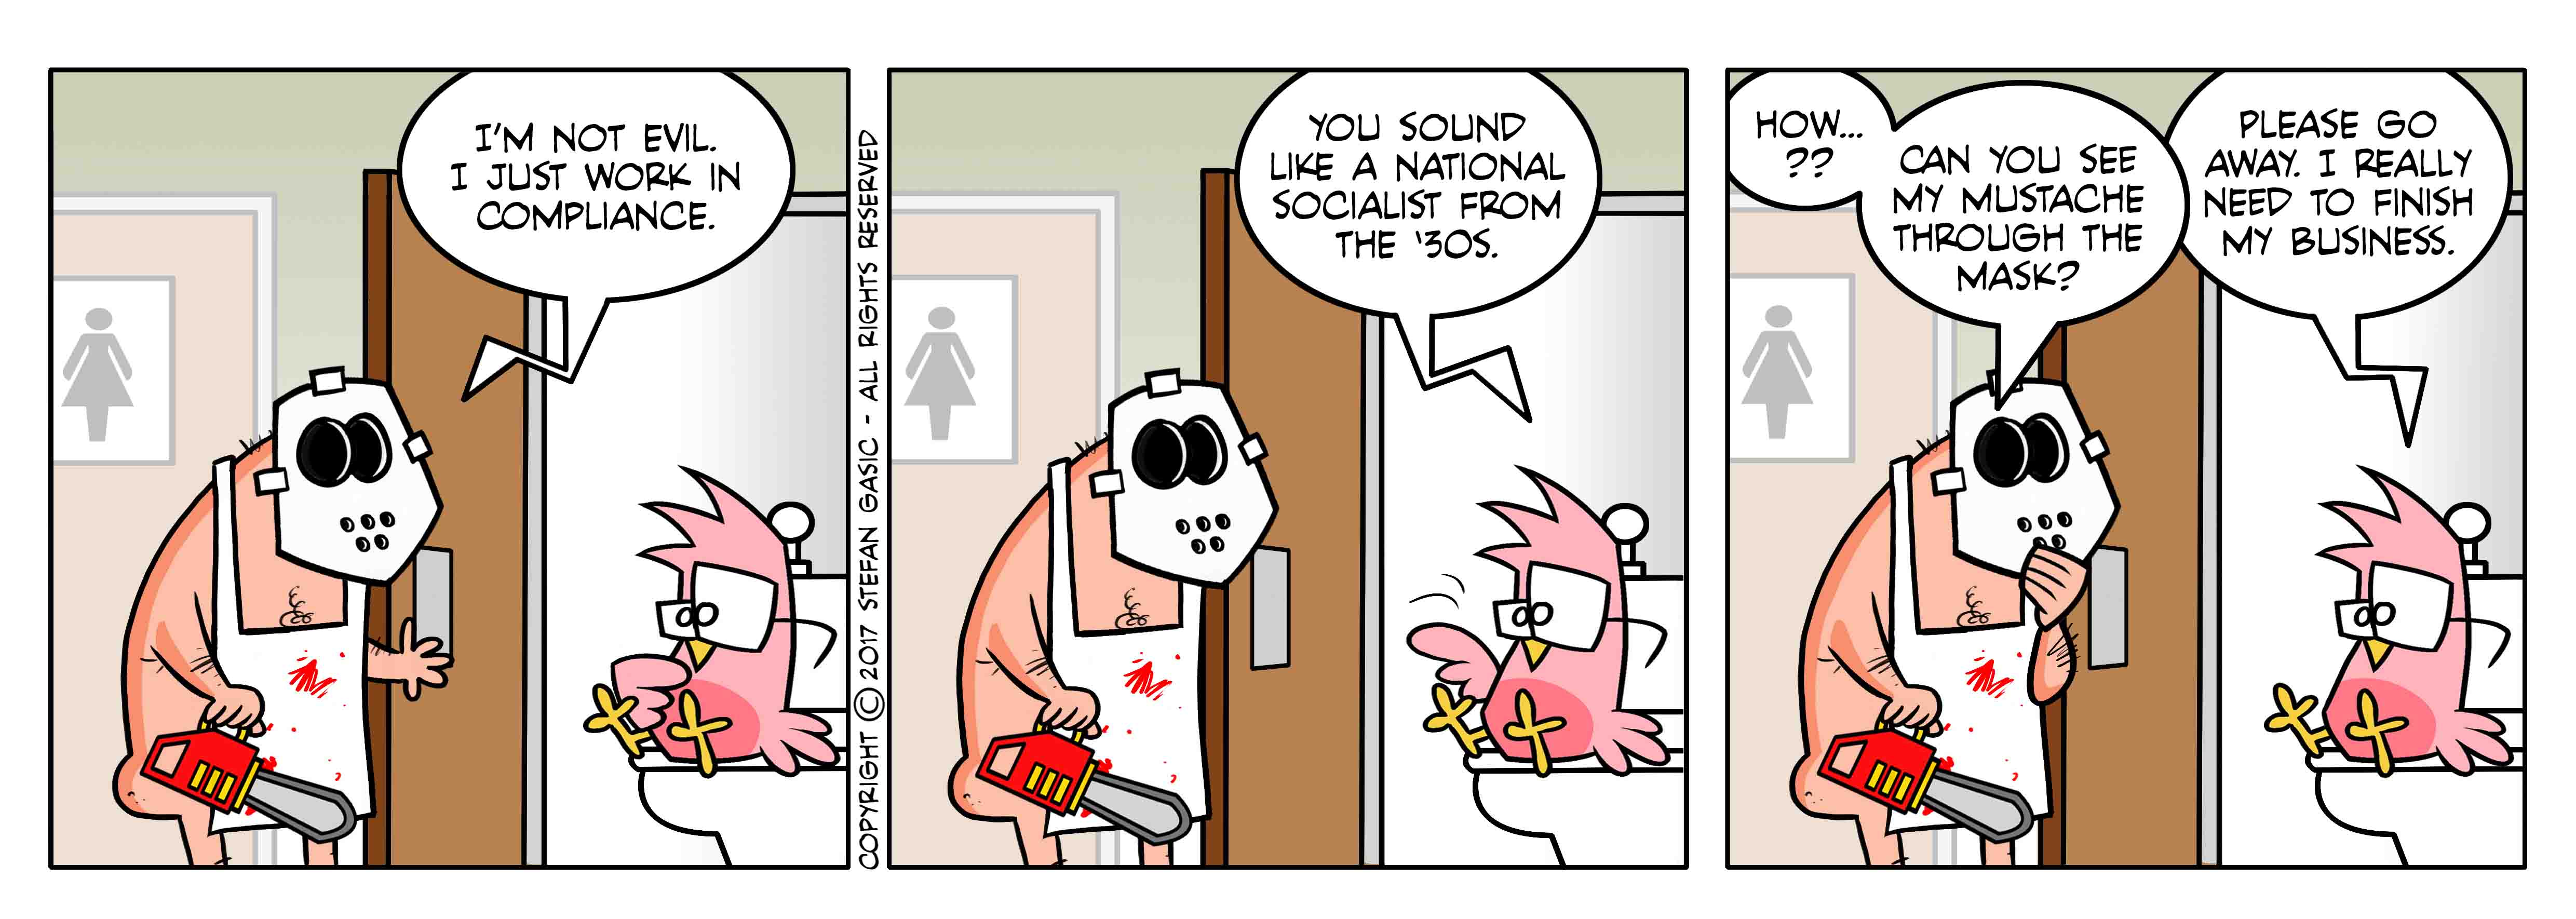 I'M NOT EVIL.
I JUST WORK IN
COMPLIANCE.
COPYRIGHT © 2017 STEFAN GASIC - ALL RIGHTS RESERVED
YOU SOUND
LIKE A NATIONAL
SOCIALIST FROM
THE '30S.
HOW...
??
CAN YOU SEE
MY MUSTACHE
THROUGH THE
MASK?
PLEASE GO
AWAY. I REALLY
NEED TO FINISH
MY BUSINESS.